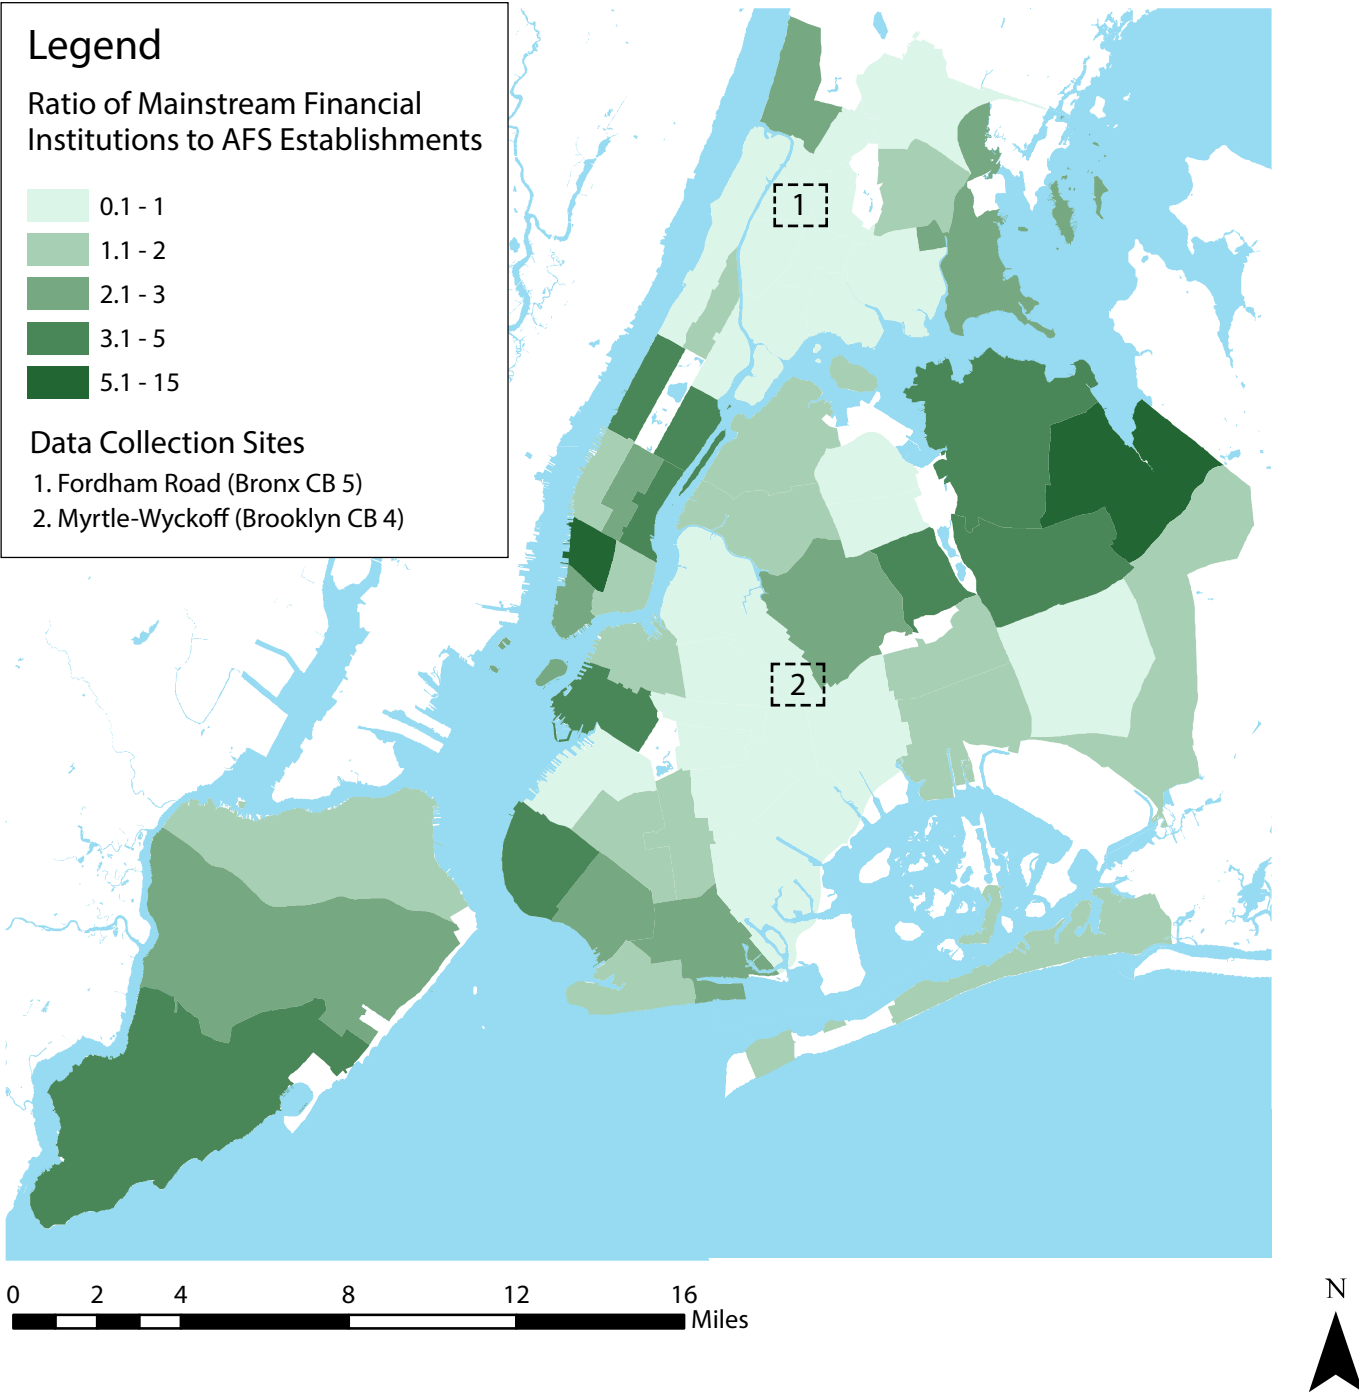 Legend
Ratio of Mainstream Financial
Institutions to AFS Establishments
0.1 - 1
1.1 - 2
2.1 - 3
3.1 - 5
5.1 - 15
Data Collection Sites
1. Fordham Road (Bronx CB 5)
2. Myrtle-Wyckoff (Brooklyn CB 4)
1
2
0 2 4 8 12 16
Miles
N